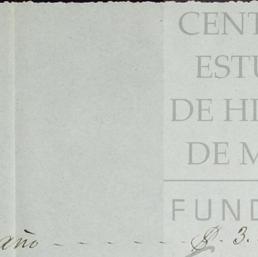 CENT
ESTU
DE HI
DE M
FUND
año - - - - - - - $ 3.